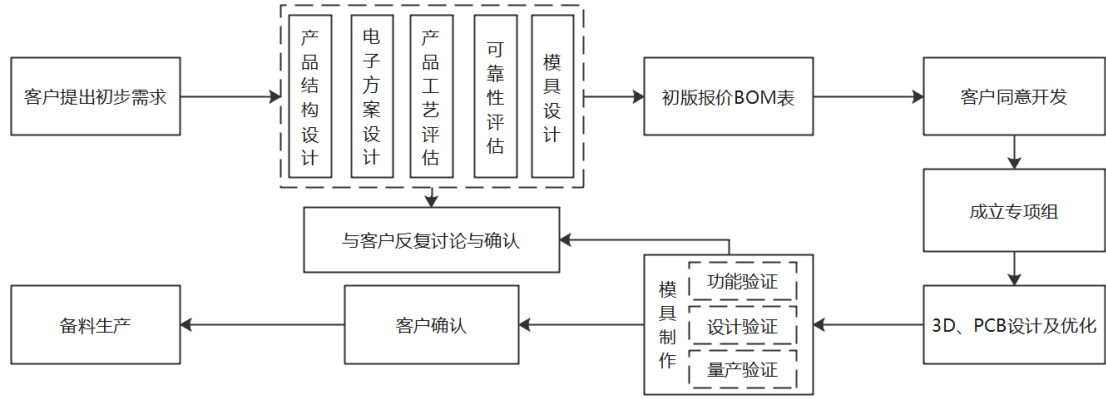 客户提出初步需求
产品结构设计
电子方案设计
产品工艺评估
可靠性评估
模具设计
初版报价BOM表
客户同意开发
成立专项组
与客户反复讨论与确认
模具制作
功能验证
设计验证
量产验证
3D、PCB设计及优化
客户确认
备料生产